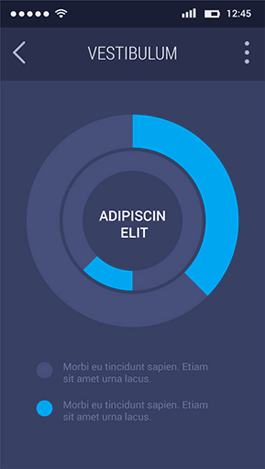 12:45
VESTIBULUM
ADIPISCIN
ELIT
Morbi eu tincidunt sapien. Etiam
sit amet urna lacus.
Morbi eu tincidunt sapien. Etiam
sit amet urna lacus.